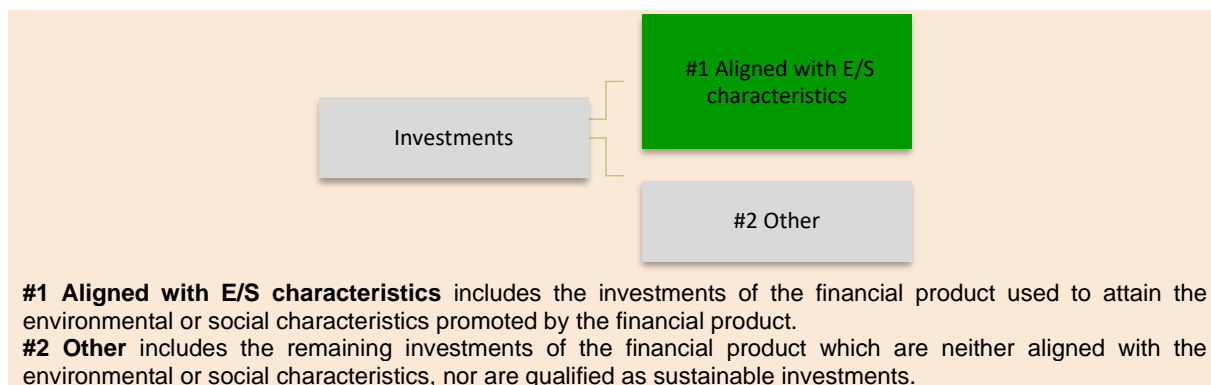 #1 Aligned with E/S
characteristics
Investments
#2 Other
#1 Aligned with E/S characteristics includes the investments of the financial product used to attain the
environmental or social characteristics promoted by the financial product.
#2 Other includes the remaining investments of the financial product which are neither aligned with the
environmental or social characteristics, nor are qualified as sustainable investments.